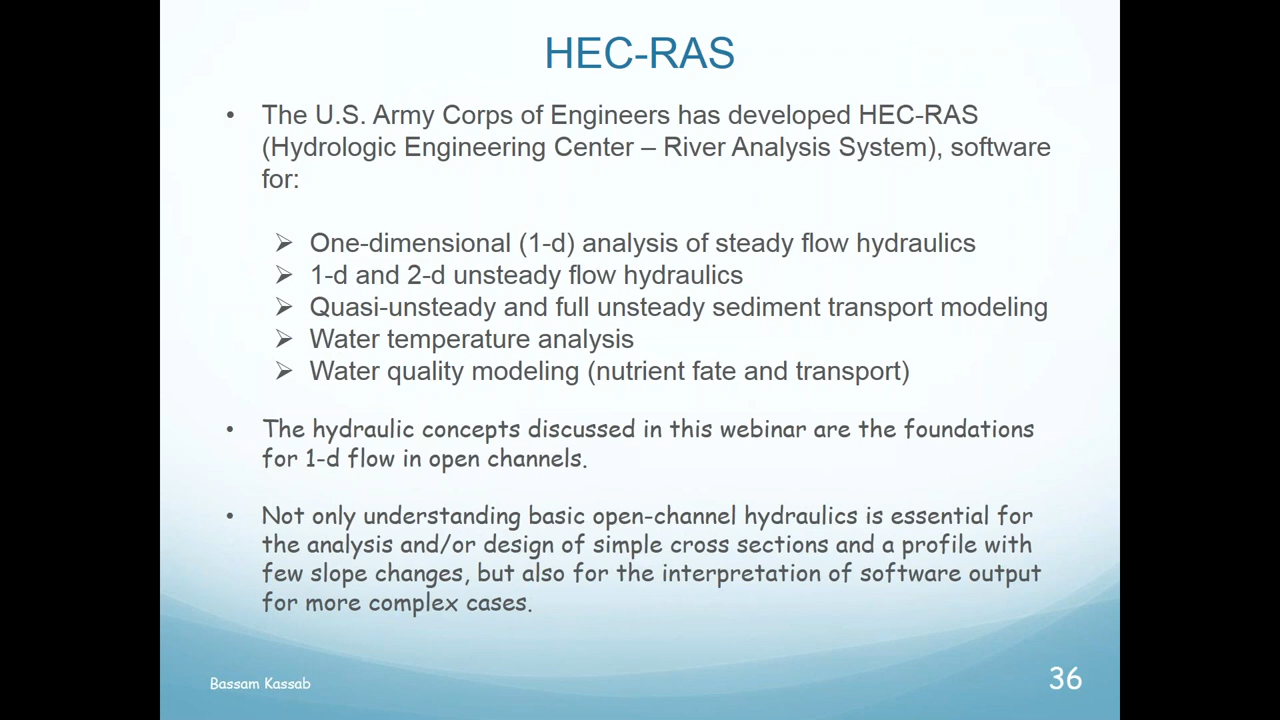 HEC-RAS
• The U.S. Army Corps of Engineers has developed HEC-RAS
(Hydrologic Engineering Center – River Analysis System), software
for:
➢ One-dimensional (1-d) analysis of steady flow hydraulics
➢ 1-d and 2-d unsteady flow hydraulics
➢ Quasi-unsteady and full unsteady sediment transport modeling
➢ Water temperature analysis
➢ Water quality modeling (nutrient fate and transport)
• The hydraulic concepts discussed in this webinar are the foundations
for 1-d flow in open channels.
• Not only understanding basic open-channel hydraulics is essential for
the analysis and/or design of simple cross sections and a profile with
few slope changes, but also for the interpretation of software output
for more complex cases.
Bassam Kassab
36